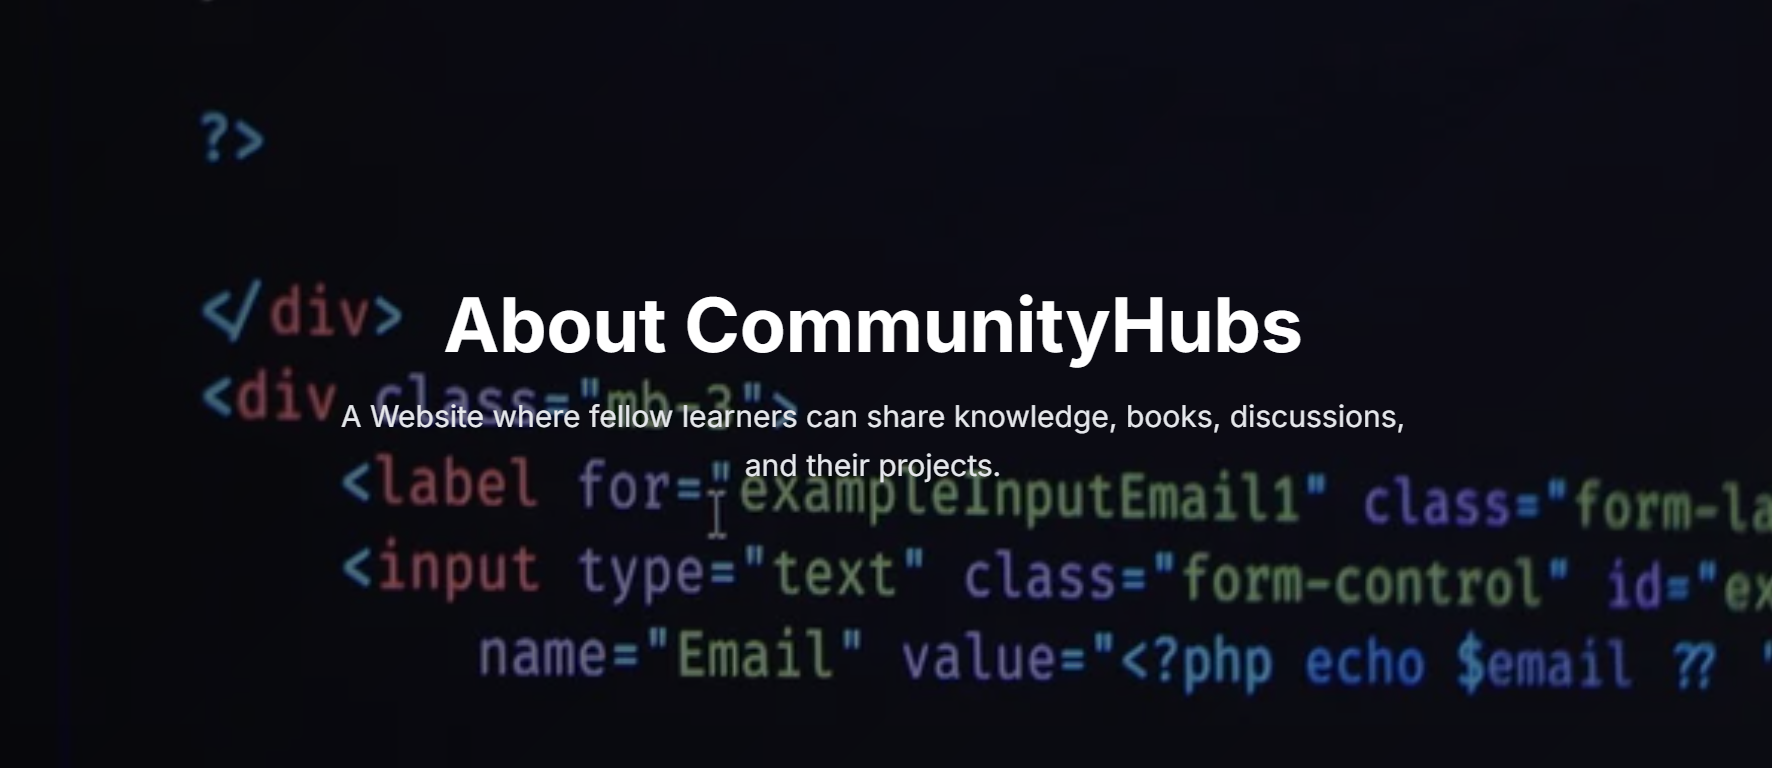 ?>
</div>
About CommunityHubs
<div class="mb-3">
A Website where fellow learners can share knowledge, books, discussions,
and their projects.
<label for="exampleInputEmail1" class="form-la
<input type="text" class="form-control" id="ex
name="Email" value="<?php echo $email ?? '